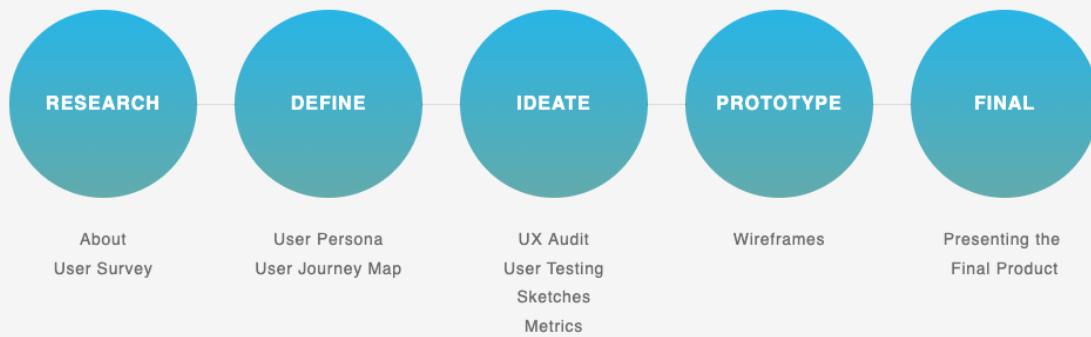 RESEARCH
DEFINE
IDEATE
PROTOTYPE
FINAL
About
User Survey
User Persona
User Journey Map
UX Audit
User Testing
Sketches
Metrics
Wireframes
Presenting the
Final Product